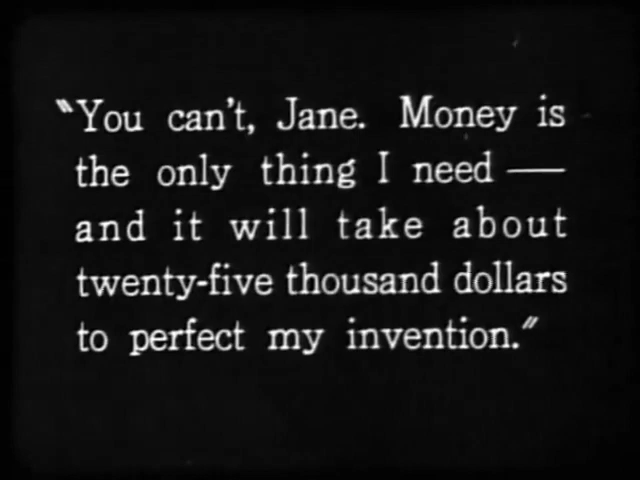 "You can't, Jane. Money is
the only thing I need —
and it will take about
twenty-five thousand dollars
to perfect my invention."